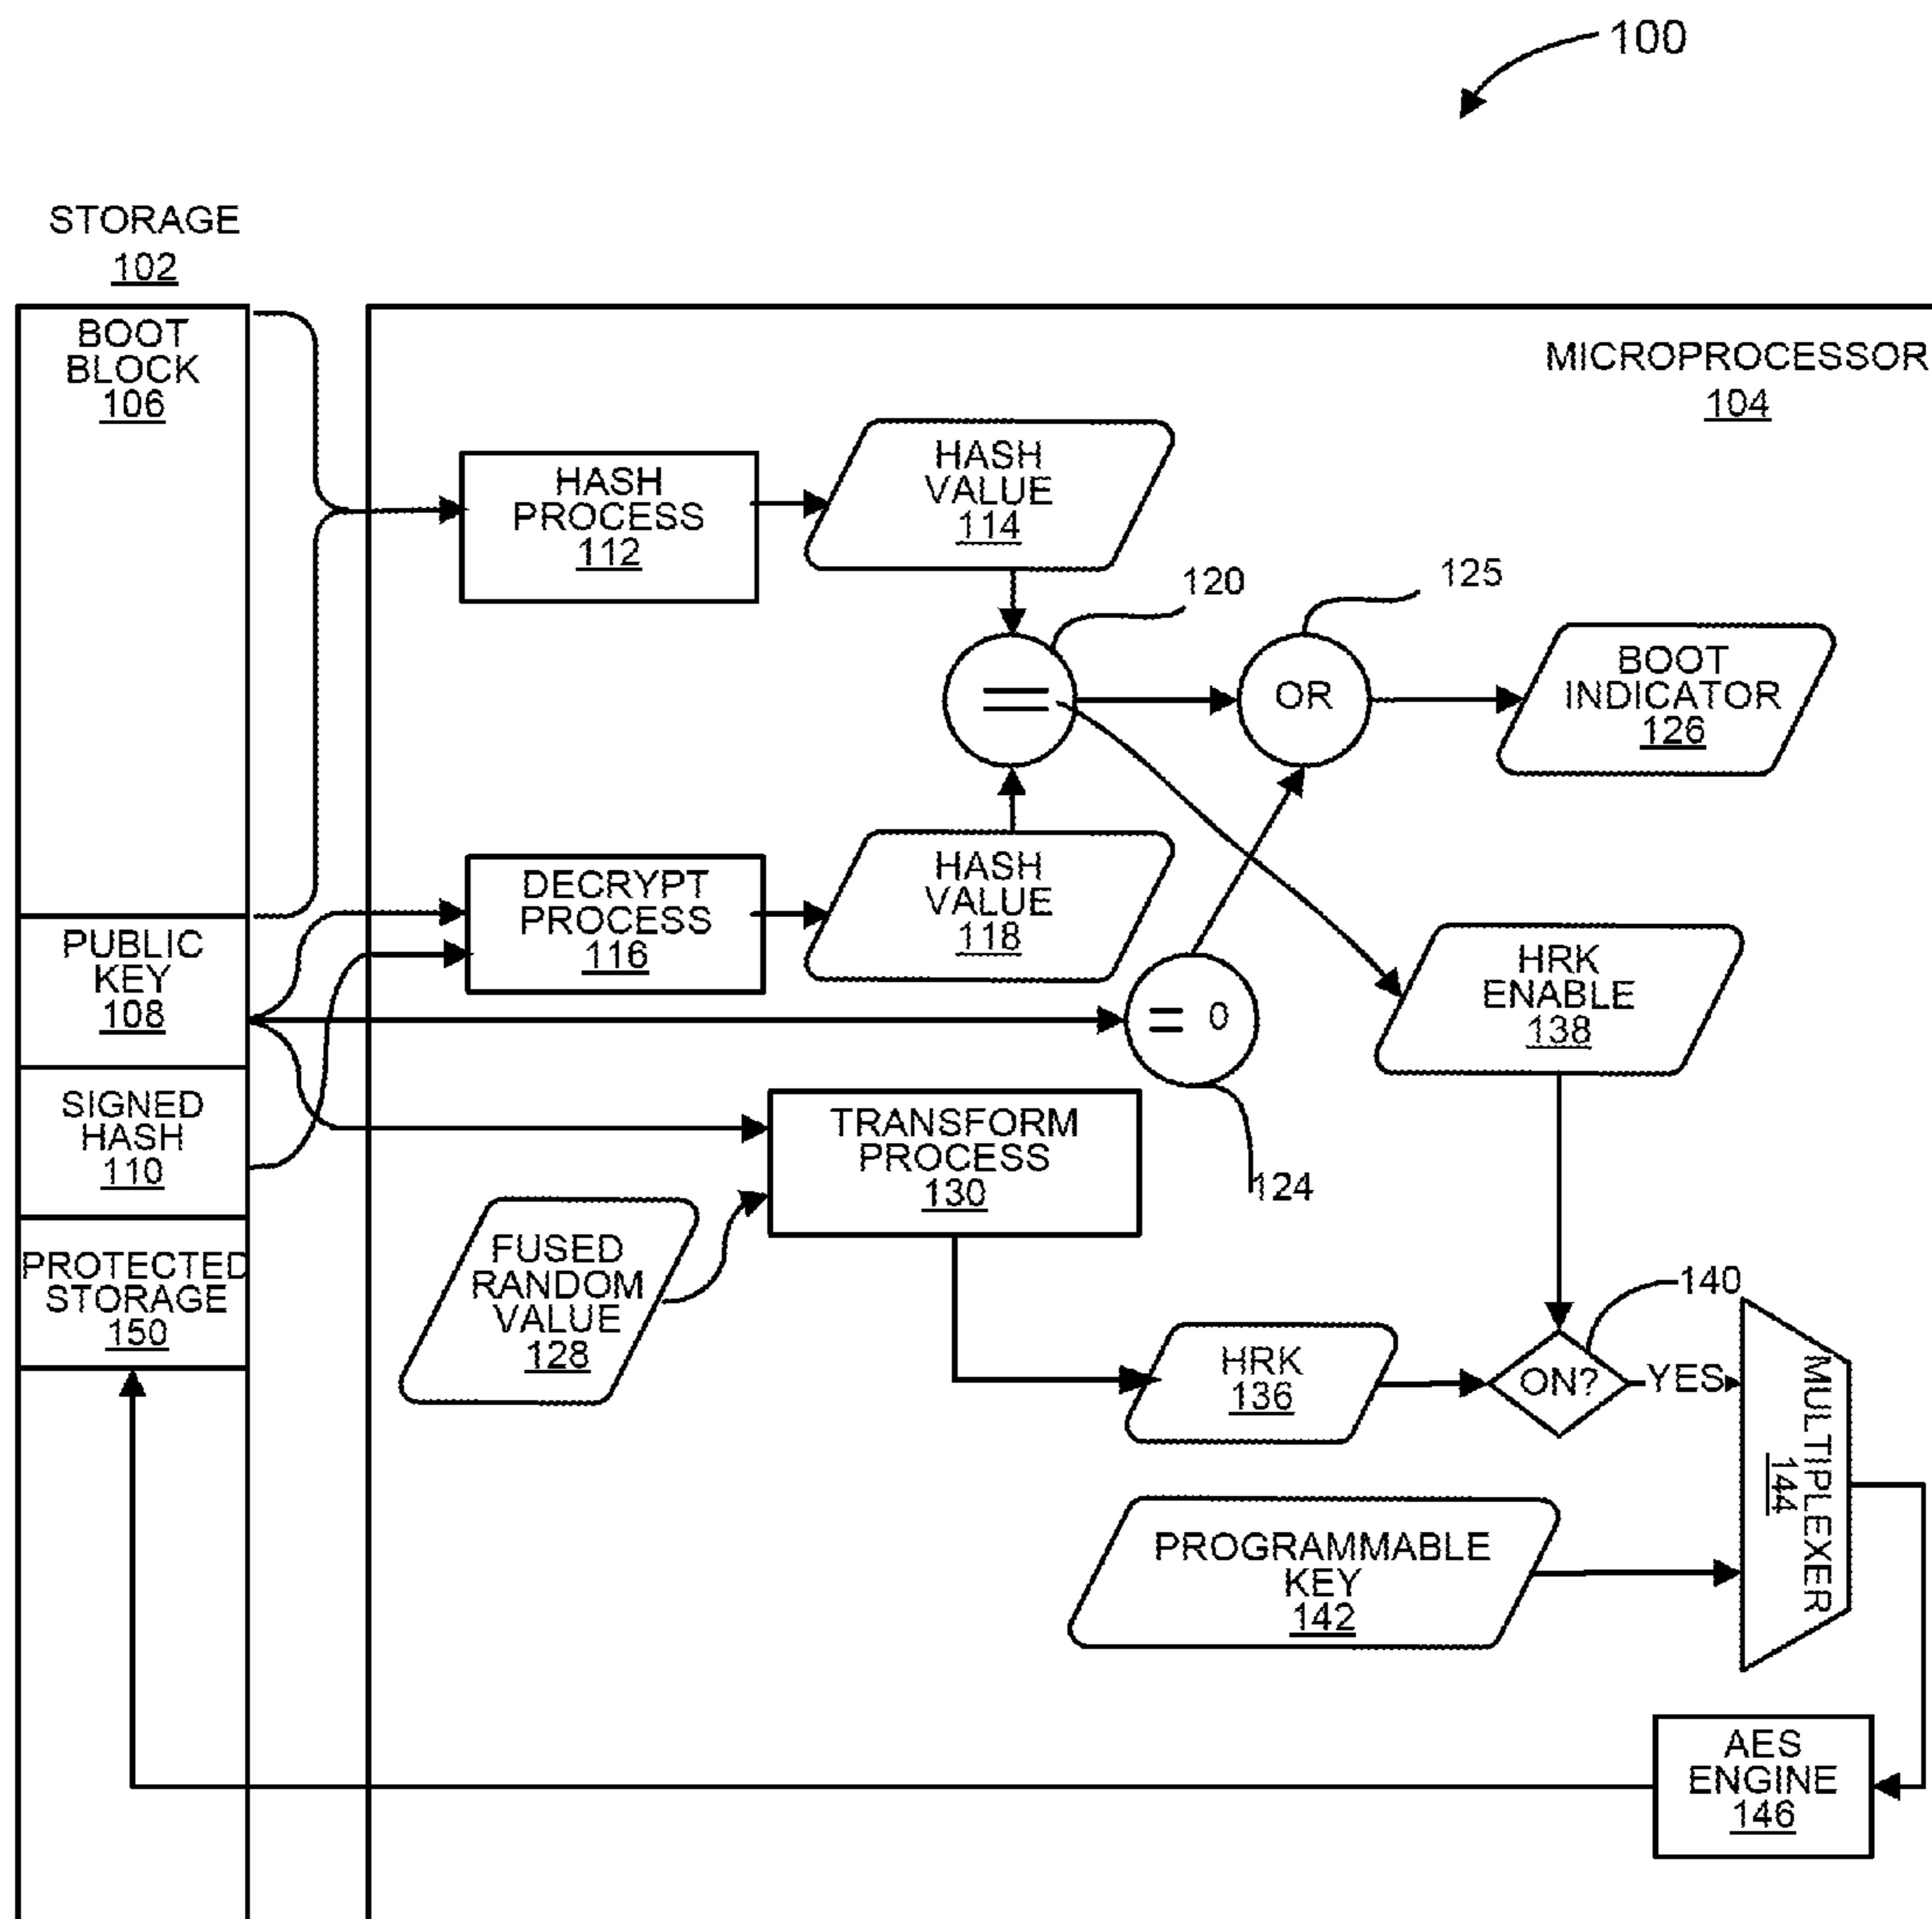 100
STORAGE
102
BOOT
BLOCK
106
MICROPROCESSOR
104
HASH
PROCESS
112
HASH
VALUE
114
120
125
=
OR
BOOT
INDICATOR
126
DECRYPT
PROCESS
116
HASH
VALUE
118
PUBLIC
KEY
108
= 0
HRK
ENABLE
138
SIGNED
HASH
110
TRANSFORM
PROCESS
130
124
PROTECTED
STORAGE
150
FUSED
RANDOM
VALUE
128
140
HRK
136
ON?
YES
MULTIPLEXER
144
PROGRAMMABLE
KEY
142
AES
ENGINE
146